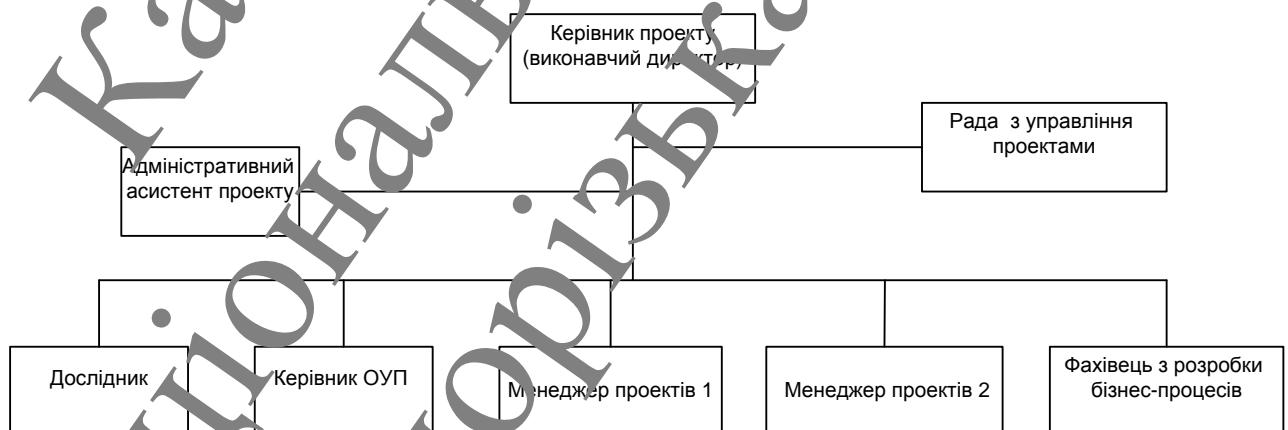 Керівник проекту
(виконавчий директор)
Рада з управління
проектами
Адміністративний
асистент проекту
Дослідник
Керівник ОУП
Менеджер проектів 1
Менеджер проектів 2
Фахівець з розробки
бізнес-процесів